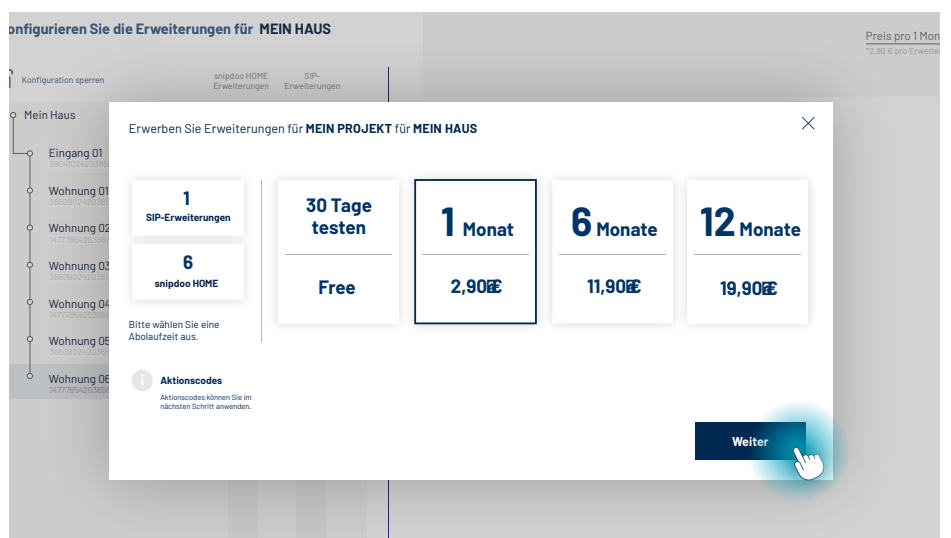 onfigurieren Sie die Erweiterungen für MEIN HAUS
Preis pro 1 Mon
*2,90 € pro Erweiter
Konfiguration sperren
snipdoo HOME
Erweiterungen
SIP-
Erweiterungen
Mein Haus
Eingang 01
Wohnung 01
Wohnung 02
Wohnung 03
Wohnung 04
Wohnung 05
Wohnung 06
Erwerben Sie Erweiterungen für MEIN PROJEKT für MEIN HAUS
1
SIP-Erweiterungen
6
snipdoo HOME
Bitte wählen Sie eine
Abolaufzeit aus.
30 Tage
testen
Free
1 Monat
2,90€
6 Monate
11,90€
12 Monate
19,90€
Aktionscodes
Aktionscodes können Sie im
nächsten Schritt anwenden.
Weiter